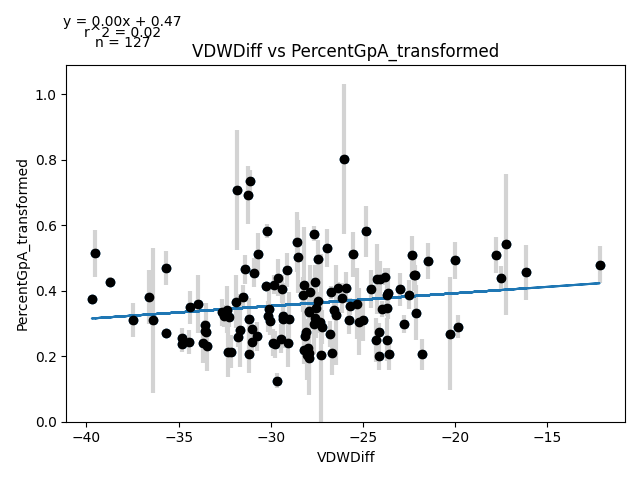 y = 0.00x + 0.47
r^2 = 0.02
n = 127
VDWDiff vs PercentGpA_transformed
1.0
0.8
0.6
0.4
0.2
0.0
PercentGpA_transformed
−40
−35
−30
−25
−20
−15
VDWDiff